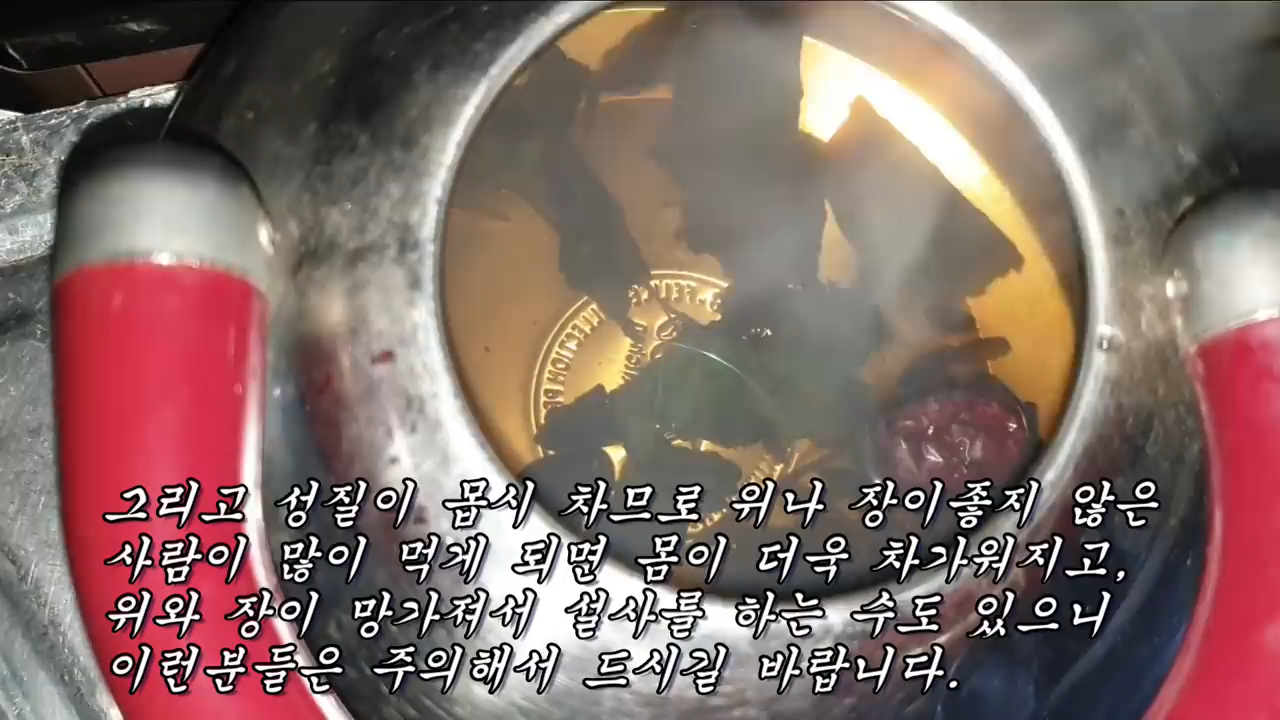 그리고 성질이 몹시 차므로 위나 장이좋지 않은
사람이 많이 먹게 되면 몸이 더욱 차가워지고,
위와 장이 망가져서 설사를 하는 수도 있으니
이런분들은 주의해서 드시길 바랍니다.